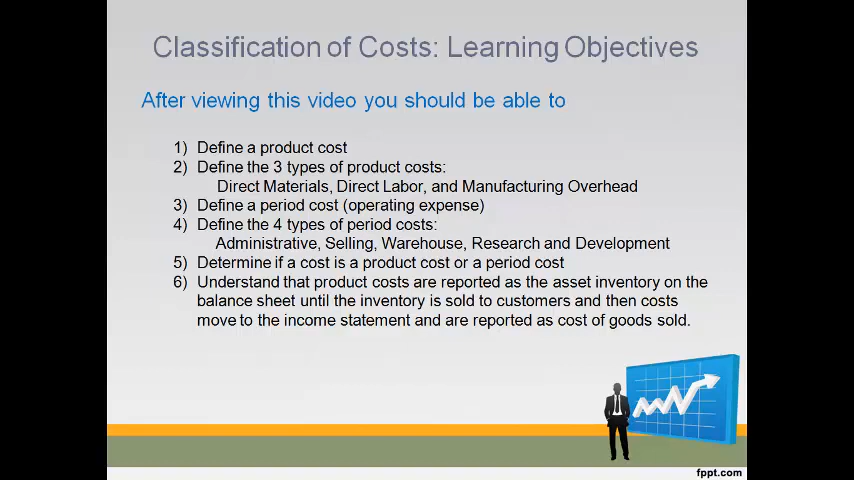 Classification of Costs: Learning Objectives
After viewing this video you should be able to
1) Define a product cost
2) Define the 3 types of product costs:
Direct Materials, Direct Labor, and Manufacturing Overhead
3) Define a period cost (operating expense)
4) Define the 4 types of period costs:
Administrative, Selling, Warehouse, Research and Development
5) Determine if a cost is a product cost or a period cost
6) Understand that product costs are reported as the asset inventory on the
balance sheet until the inventory is sold to customers and then costs
move to the income statement and are reported as cost of goods sold.
fppt.com